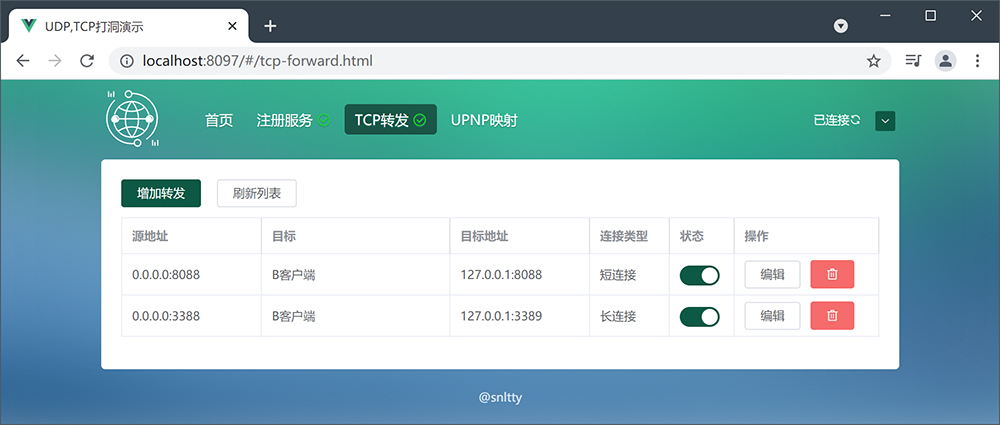 UDP,TCP打洞演示
localhost:8097/#/tcp-forward.html
首页 注册服务 TCP转发 UPNP映射 已连接
增加转发 刷新列表
源地址 目标 目标地址 连接类型 状态 操作
0.0.0.0:8088 B客户端 127.0.0.1:8088 短连接 编辑
0.0.0.0:3388 B客户端 127.0.0.1:3389 长连接 编辑
@snltty